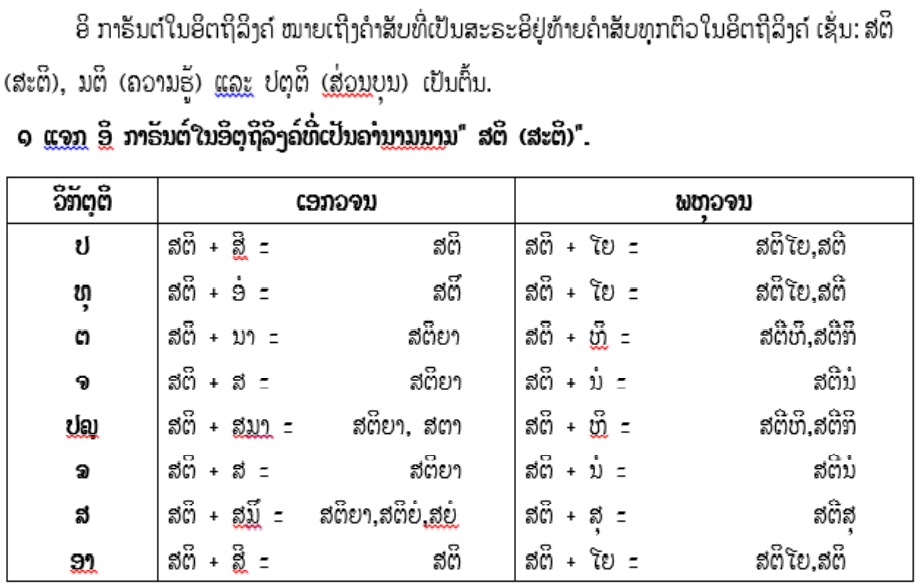 ອິ ກາຣັນຕ໌ໃນອິຕຖິລິງຄ໌ ໝາຍເຖິງຄຳສັບທີ່ເປັນສະຣະອິຢູ່ທ້າຍຄຳສັບທຸກຕົວໃນອິຕຖິລິງຄ໌ ເຊັ່ນ: ສຕິ
(ສະຕິ), ມຕິ (ຄວາມຮູ້) ແລະ ປຕຸຕິ (ສ່ວນບຸນ) ເປັນຕົ້ນ.
໑ ແຈກ ອິ ກາຣັນຕ໌ໃນອິຕຸຖິລິງຄ໌ທີ່ເປັນຄຳນາມນາມ" ສຕິ (ສະຕິ)".
ວິກັຕຸຕິ ເອກວຈນ ພຫຸວຈນ
ປ ສຕິ + ສິ = ສຕິ ສຕິ + ໂຍ = ສຕິໂຍ,ສຕີ
ທຸ ສຕິ + ອໍ = ສຕິໍ ສຕິ + ໂຍ = ສຕິໂຍ,ສຕີ
ຕ ສຕິ + ນາ = ສຕິຍາ ສຕິ + ຫິ = ສຕີຫິ,ສຕີກິ
ຈ ສຕິ + ສ = ສຕິຍາ ສຕິ + ນໍ = ສຕີນໍ
ປຎ຺ ສຕິ + ສມາ = ສຕິຍາ, ສຕາ ສຕິ + ຫິ = ສຕີຫິ,ສຕີກິ
ຉ ສຕິ + ສ = ສຕິຍາ ສຕິ + ນໍ = ສຕີນໍ
ສ ສຕິ + ສມິໍ = ສຕິຍາ,ສຕິຍໍ,ສຍໍ ສຕິ + ສຸ = ສຕີສຸ
ອາ ສຕິ + ສິ = ສຕິ ສຕິ + ໂຍ = ສຕິໂຍ,ສຕິ